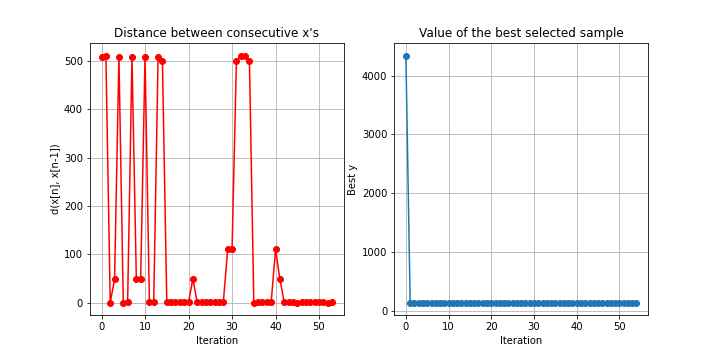 Distance between consecutive x's
d(x[n], x[n-1])
500
400
300
200
100
0
0 10 20 30 40 50
Iteration
Value of the best selected sample
Best y
4000
3000
2000
1000
0
0 10 20 30 40 50
Iteration